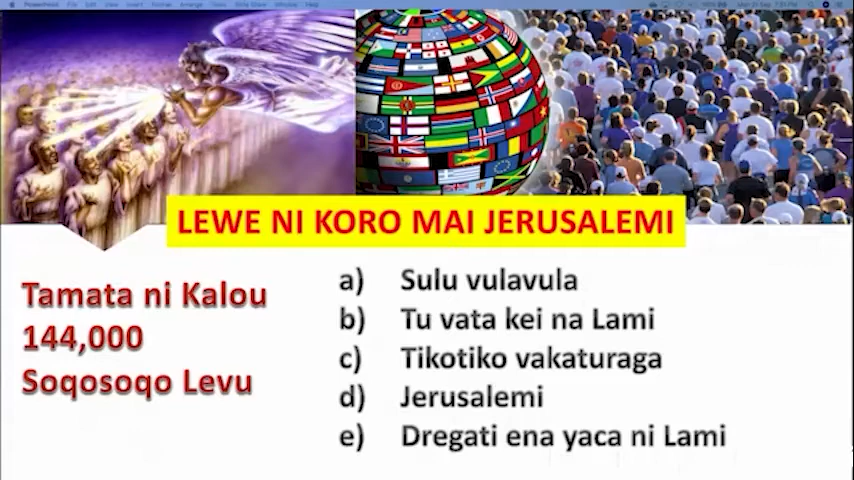 LEWE NI KORO MAI JERUSALEMI
Tamata ni Kalou
144,000
Soqosoqo Levu
a) Sulu vulavula
b) Tu vata kei na Lami
c) Tikotiko vakaturaga
d) Jerusalemi
e) Dregati ena yaca ni Lami